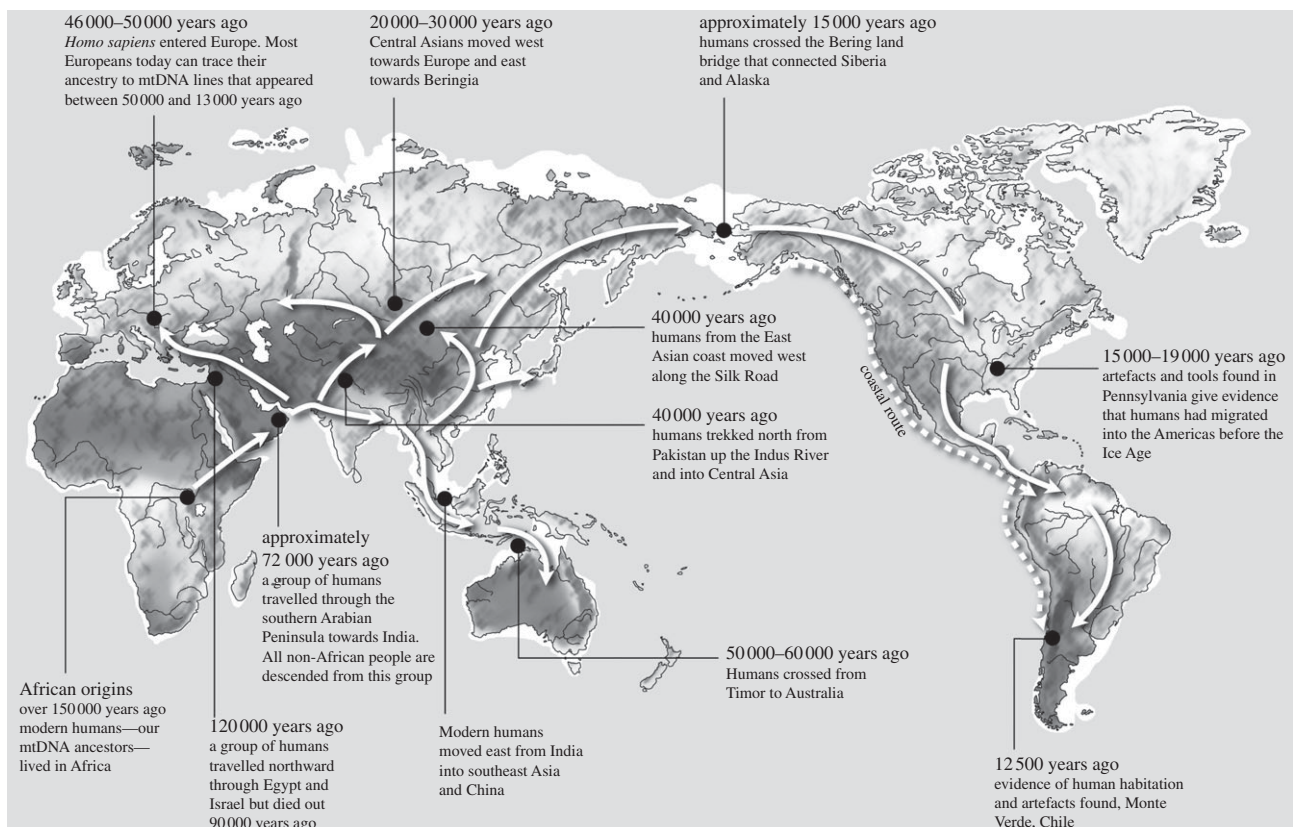 46 000–50 000 years ago
Homo sapiens entered Europe. Most
Europeans today can trace their
ancestry to mtDNA lines that appeared
between 50 000 and 13 000 years ago
20 000–30 000 years ago
Central Asians moved west
towards Europe and east
towards Beringia
approximately 15 000 years ago
humans crossed the Bering land
bridge that connected Siberia
and Alaska
40 000 years ago
humans from the East
Asian coast moved west
along the Silk Road
40 000 years ago
humans trekked north from
Pakistan up the Indus River
and into Central Asia
coastal route
15 000–19 000 years ago
artefacts and tools found in
Pennsylvania give evidence
that humans had migrated
into the Americas before the
Ice Age
African origins
over 150 000 years ago
modern humans—our
mtDNA ancestors—
lived in Africa
120 000 years ago
a group of humans
travelled northward
through Egypt and
Israel but died out
90 000 years ago
approximately
72 000 years ago
a group of humans
travelled through the
southern Arabian
Peninsula towards India.
All non-African people are
descended from this group
Modern humans
moved east from India
into southeast Asia
and China
50 000–60 000 years ago
Humans crossed from
Timor to Australia
12 500 years ago
evidence of human habitation
and artefacts found, Monte
Verde, Chile